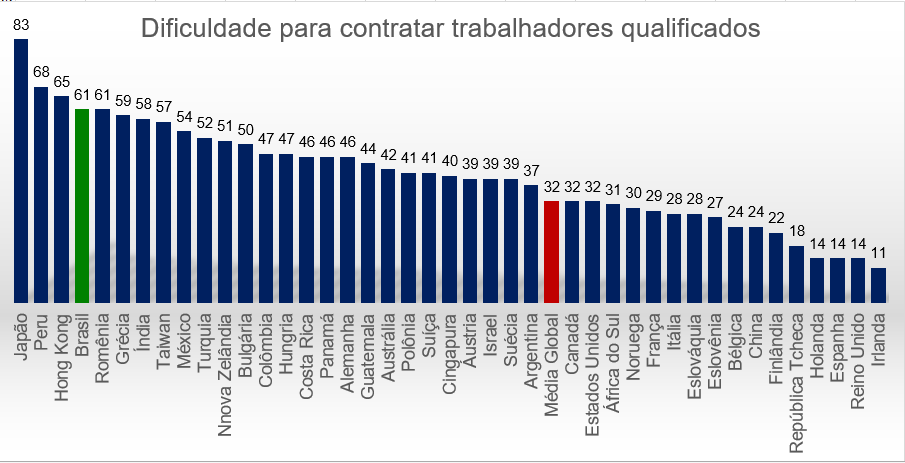 Dificuldade para contratar trabalhadores qualificados
83
68
65
61
61
59
58
57
54
52
51
50
47
47
46
46
46
44
42
41
41
40
39
39
39
37
32
32
32
31
30
29
28
28
27
24
24
22
18
14
14
14
11
Japão
Peru
Hong Kong
Brasil
Romênia
Grécia
Índia
Taiwan
México
Turquia
Nnova Zelândia
Bulgária
Colômbia
Hungria
Costa Rica
Panamá
Alemanha
Guatemala
Austrália
Polônia
Suíça
Cingapura
Austria
Israel
Suécia
Argentina
Média Global
Canadá
Estados Unidos
África do Sul
Noruega
França
Itália
Eslováquia
Eslovênia
Bélgica
China
Finlândia
República Tcheca
Holanda
Espanha
Reino Unido
Irlanda